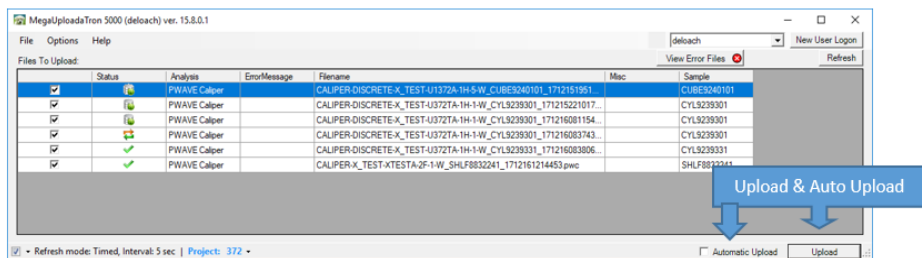 MegaUploadaTron 5000 (deloach) ver. 15.8.0.1
File Options Help deloach New User Logon
Files To Upload: View Error Files Refresh
Status Analysis ErrorMessage Filename Misc Sample
PWAVE Caliper CALIPER-DISCRETE-X_TEST-U1372A-1H-5-W_CUBE9240101_1712151951... CUBE9240101
PWAVE Caliper CALIPER-DISCRETE-X_TEST-U372TA-1H-1-W_CYL9239301_171215221017... CYL9239301
PWAVE Caliper CALIPER-DISCRETE-X_TEST-U372TA-1H-1-W_CYL9239301_171216081154... CYL9239301
PWAVE Caliper CALIPER-DISCRETE-X_TEST-U372TA-1H-1-W_CYL9239301_171216083743... CYL9239301
PWAVE Caliper CALIPER-DISCRETE-X_TEST-U372TA-1H-1-W_CYL9239331_171216083806... CYL9239331
PWAVE Caliper CALIPER-X_TEST-XTESTA-2F-1-W_SHLF8832241_1712161214453.pwc SHLF8832241
Upload & Auto Upload
Refresh mode: Timed, Interval: 5 sec | Project: 372 Automatic Upload Upload